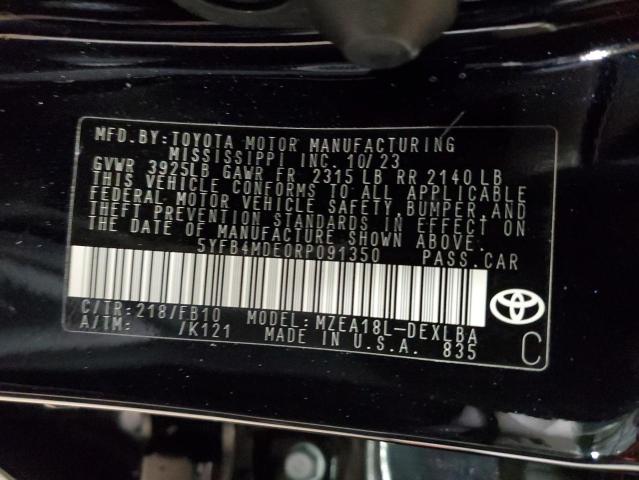 MFD.BY:TOYOTA MOTOR MANUFACTURING
MISSISSIPPI INC. 10/23
GVWR 3925LB GAWR FR 2315 LB RR 2140 LB
THIS VEHICLE CONFORMS TO ALL APPLICABLE
FEDERAL MOTOR VEHICLE SAFETY,BUMPER,AND
THEFT PREVENTION STANDARDS IN EFFECT ON
THE DATE OF MANUFACTURE SHOWN ABOVE.
5YFB4MDE0RP091350 PASS.CAR
C/TR:218/FB10 MODEL:MZEA18L-DEXLBA
A/TM: /K121 MADE IN U.S.A. 835
C